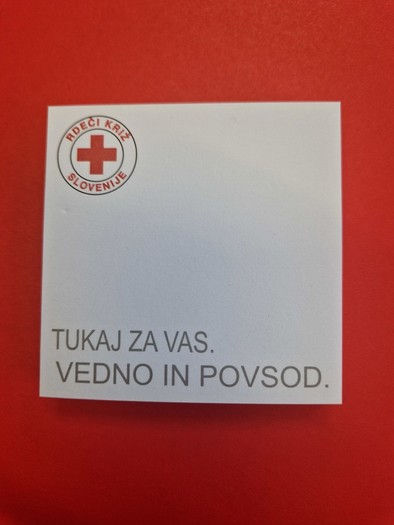 RDEČI KRIŽ
SLOVENIJE
TUKAJ ZA VAS.
VEDNO IN POVSOD.